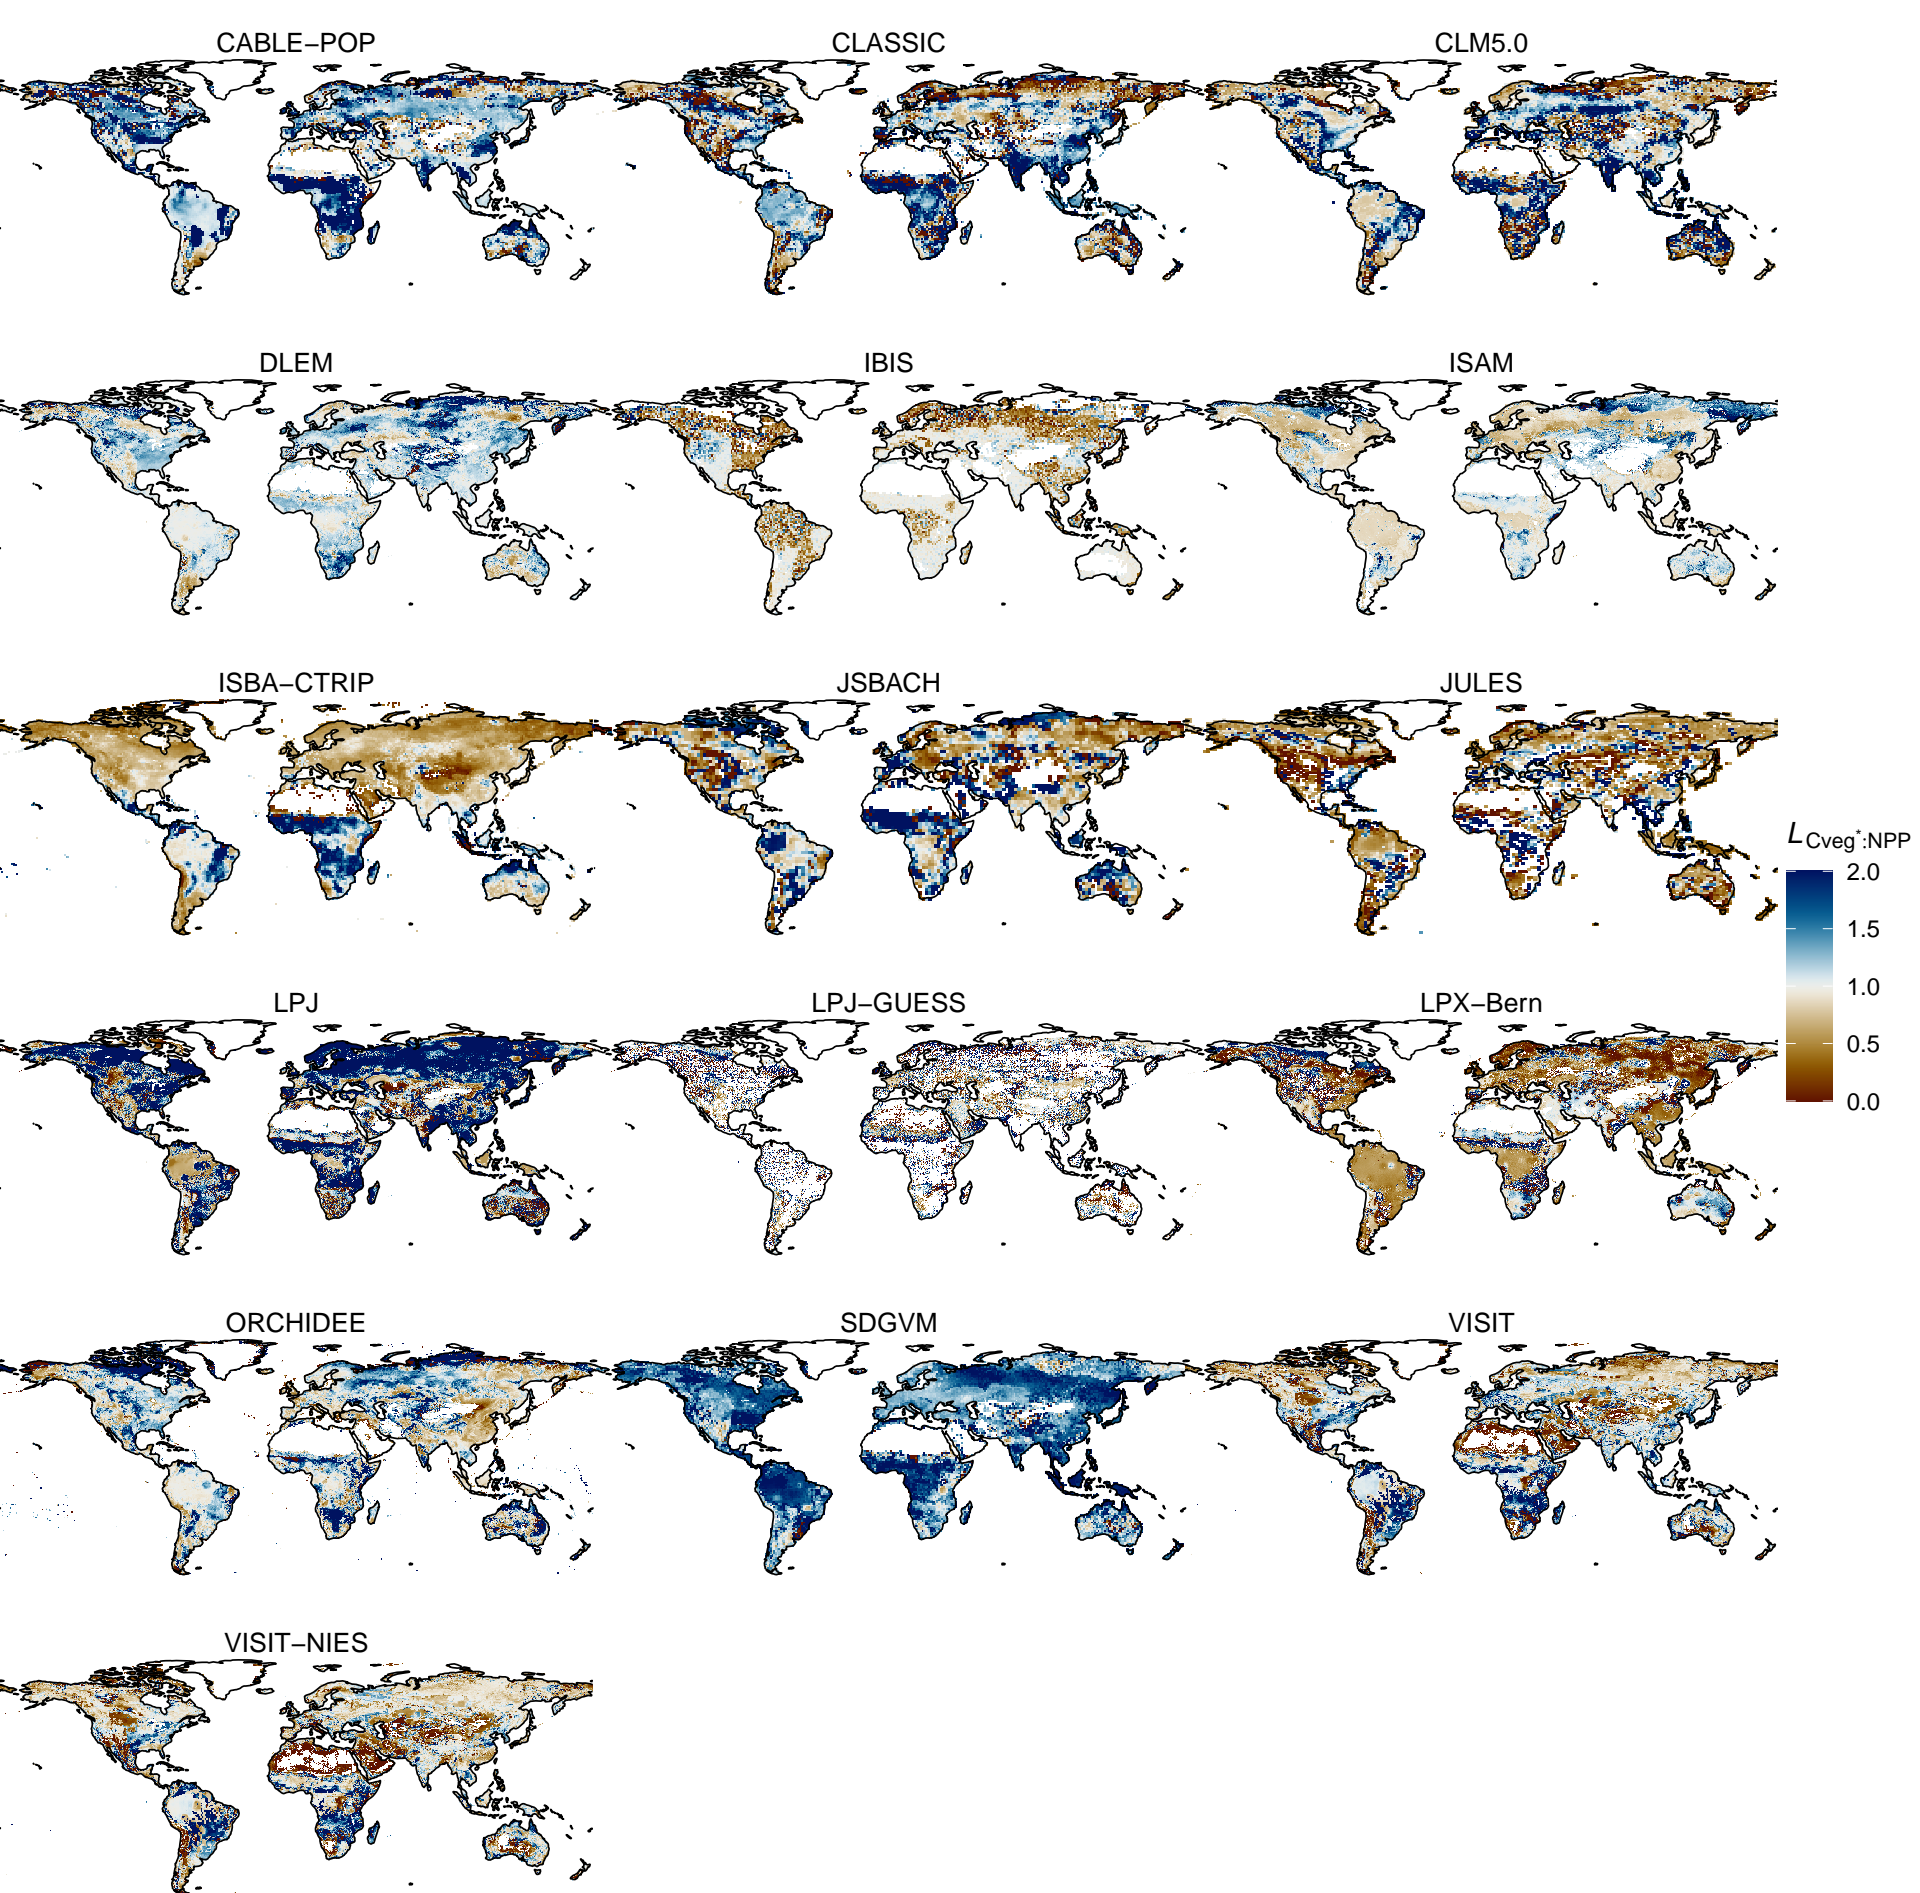 CABLE−POP
CLASSIC
CLM5.0
DLEM
IBIS
ISAM
ISBA−CTRIP
JSBACH
JULES
L Cveg*:NPP
2.0
1.5
1.0
0.5
0.0
LPJ
LPJ−GUESS
LPX−Bern
ORCHIDEE
SDGVM
VISIT
VISIT−NIES